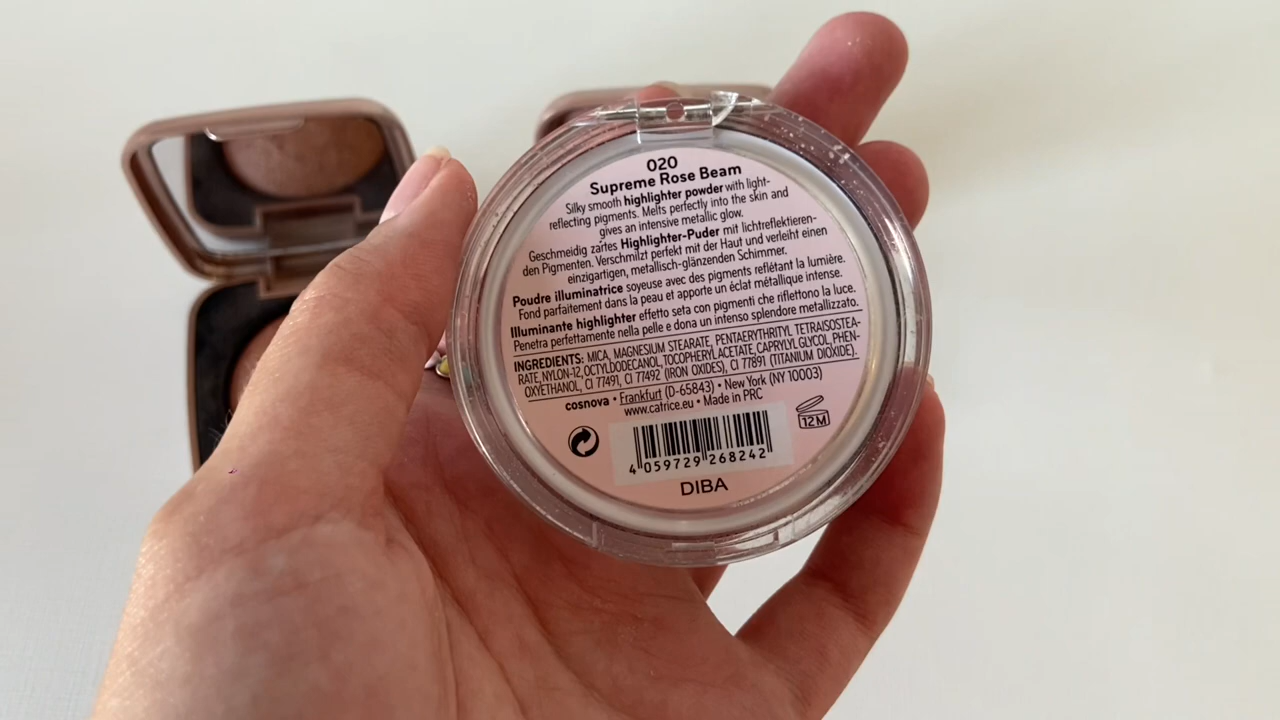 020
Supreme Rose Beam
Silky smooth highlighter powder with light-
reflecting pigments. Melts perfectly into the skin and
gives an intensive metallic glow.
Geschmeidig zartes Highlighter-Puder mit lichtreflektieren-
den Pigmenten. Verschmilzt perfekt mit der Haut und verleiht einen
einzigartigen, metallisch-glänzenden Schimmer.
Poudre illuminatrice soyeuse avec des pigments reflétant la lumière.
Fond parfaitement dans la peau et apporte un éclat métallique intense.
Illuminante highlighter effetto seta con pigmenti che riflettono la luce.
Penetra perfettamente nella pelle e dona un intenso splendore metallizzato.
INGREDIENTS: MICA, MAGNESIUM STEARATE, PENTAERYTHRITYL TETRAISOSTEA-
RATE, NYLON-12, OCTYLDODECANOL, TOCOPHERYL ACETATE, CAPRYLYL GLYCOL, PHEN-
OXYETHANOL, CI 77491, CI 77492 (IRON OXIDES), CI 77891 (TITANIUM DIOXIDE).
cosnova • Frankfurt (D-65843) • New York (NY 10003)
www.catrice.eu • Made in PRC
12M
4 059729 268242
DIBA